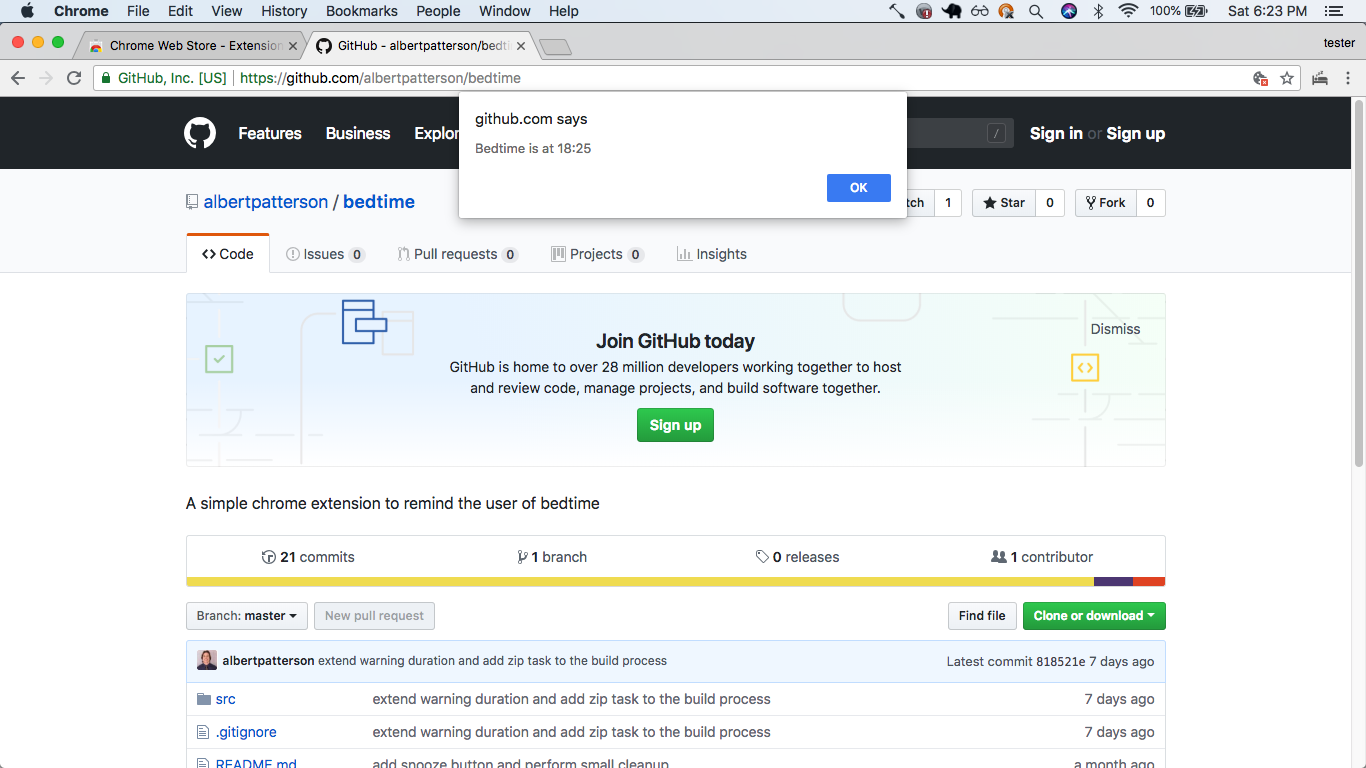 Chrome File Edit View History Bookmarks People Window Help 100% Sat 6:23 PM
Chrome Web Store - Extension GitHub - albertpatterson/bedti tester
GitHub, Inc. [US] https://github.com/albertpatterson/bedtime
github.com says
Bedtime is at 18:25
OK
Features Business Explor / Sign in or Sign up
albertpatterson / bedtime tch 1 Star 0 Fork 0
Code Issues 0 Pull requests 0 Projects 0 Insights
Join GitHub today
Dismiss
GitHub is home to over 28 million developers working together to host
and review code, manage projects, and build software together.
Sign up
A simple chrome extension to remind the user of bedtime
21 commits 1 branch 0 releases 1 contributor
Branch: master New pull request Find file Clone or download
albertpatterson extend warning duration and add zip task to the build process Latest commit 818521e 7 days ago
src extend warning duration and add zip task to the build process 7 days ago
.gitignore extend warning duration and add zip task to the build process 7 days ago
README.md add snooze button and perform small cleanup a month ago